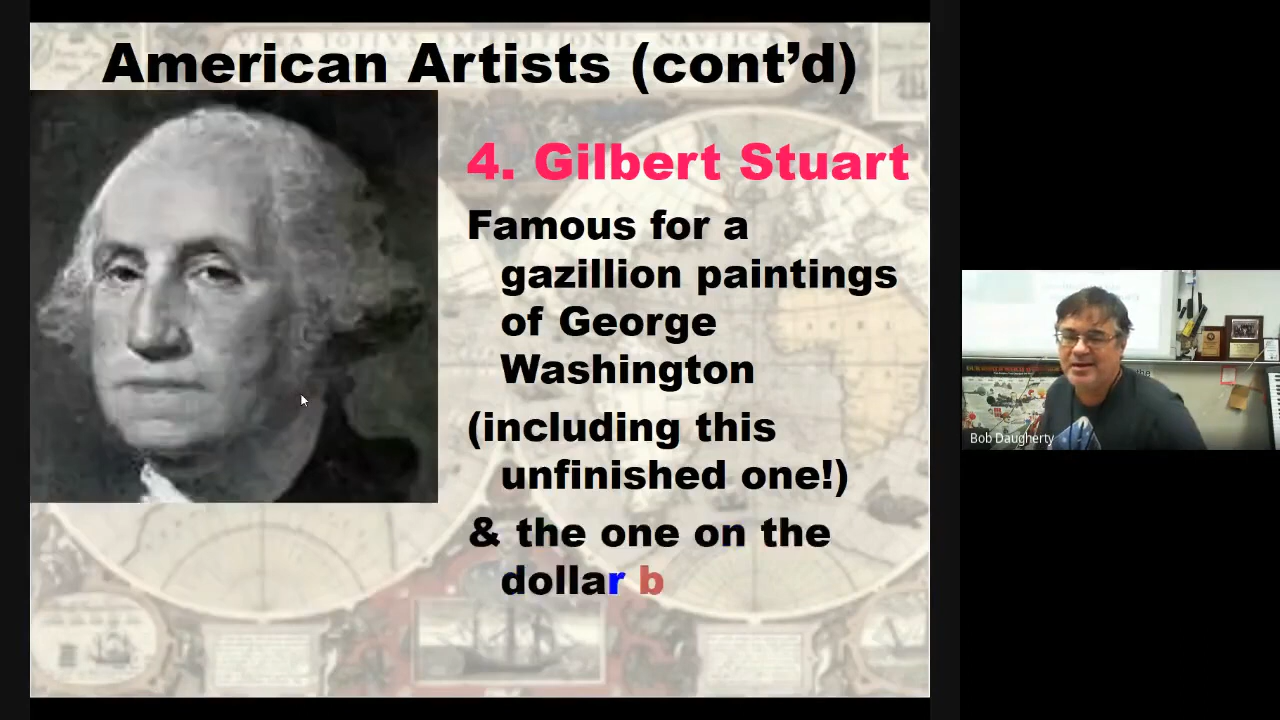 American Artists (cont’d)
4. Gilbert Stuart
Famous for a
gazillion paintings
of George
Washington
(including this
unfinished one!)
& the one on the
dollar b
Bob Daugherty